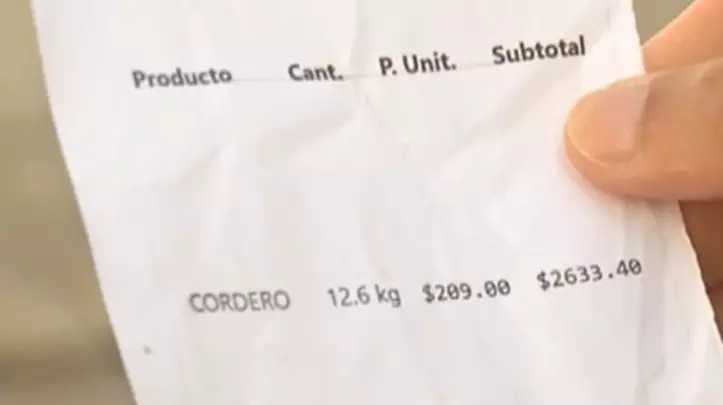 Producto Cant. P. Unit. Subtotal
CORDERO 12.6 kg $209.00 $2633.40